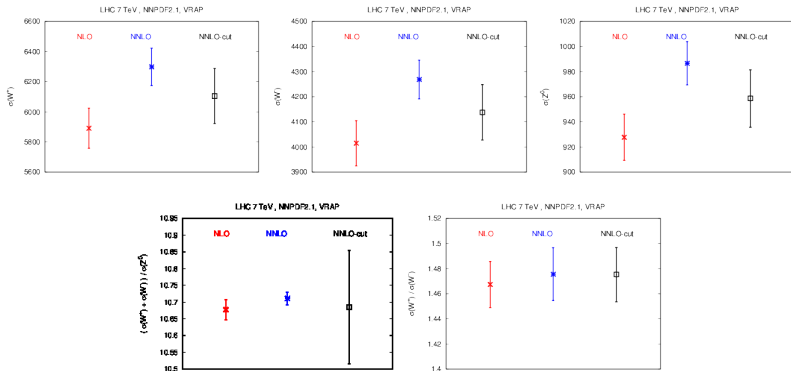 LHC 7 TeV , NNPDF2.1, VRAP
NLO NNLO NNLO-cut
σ(W⁺)
6600
6400
6200
6000
5800
5600
LHC 7 TeV , NNPDF2.1, VRAP
NLO NNLO NNLO-cut
σ(W⁻)
4500
4400
4300
4200
4100
4000
3900
LHC 7 TeV , NNPDF2.1, VRAP
NLO NNLO NNLO-cut
σ(Z⁰)
1020
1000
980
960
940
920
900
LHC 7 TeV , NNPDF2.1, VRAP
NLO NNLO NNLO-cut
( σ(W⁺) + σ(W⁻) ) / σ(Z⁰)
10.95
10.9
10.85
10.8
10.75
10.7
10.65
10.6
10.55
10.5
LHC 7 TeV , NNPDF2.1, VRAP
NLO NNLO NNLO-cut
σ(W⁺) / σ(W⁻)
1.52
1.5
1.48
1.46
1.44
1.42
1.4